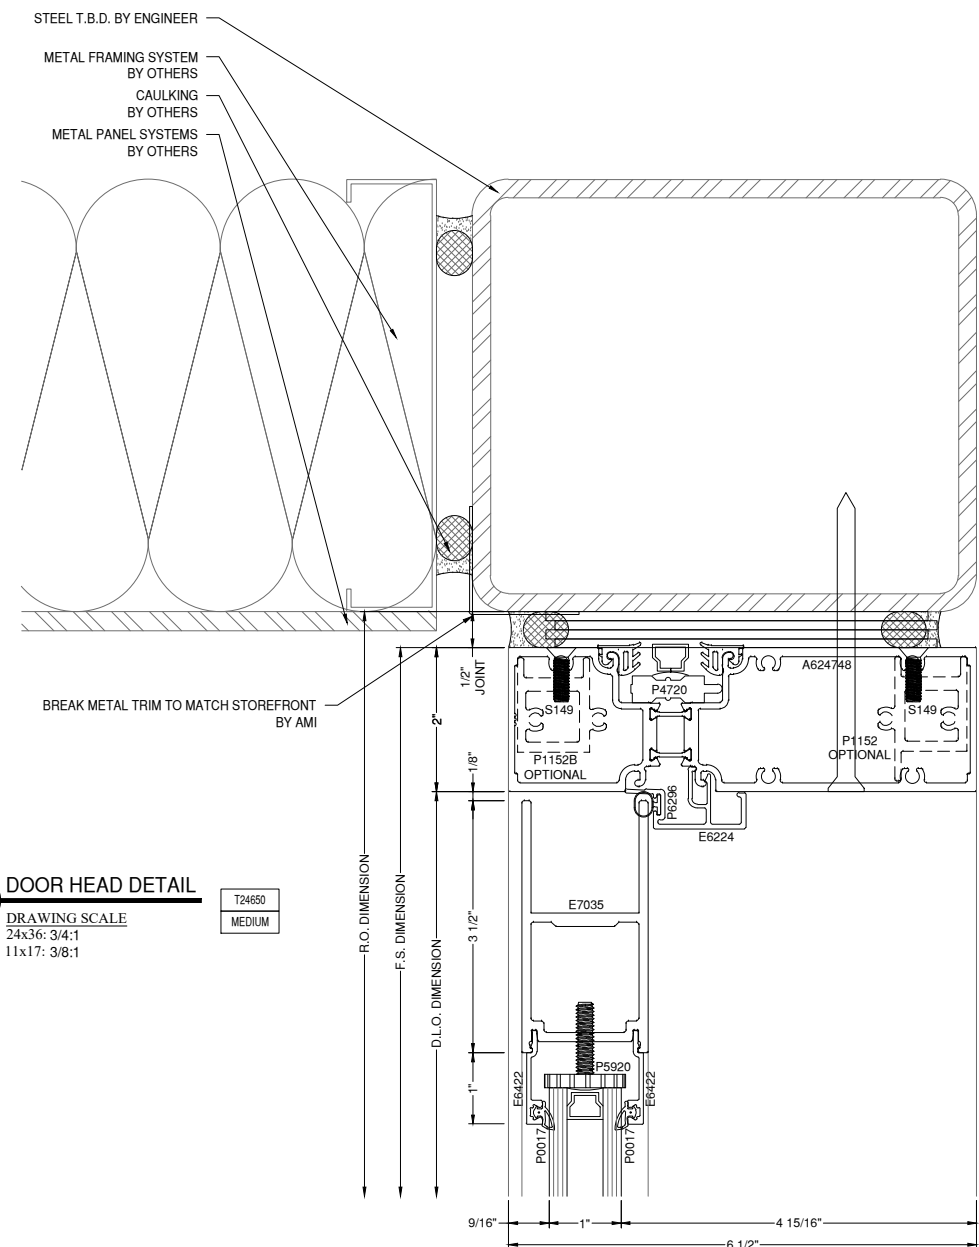 STEEL T.B.D. BY ENGINEER
METAL FRAMING SYSTEM
BY OTHERS
CAULKING
BY OTHERS
METAL PANEL SYSTEMS
BY OTHERS
BREAK METAL TRIM TO MATCH STOREFRONT
BY AMI
1/2"
JOINT
2"
1/8"
3 1/2"
1"
R.O. DIMENSION
F.S. DIMENSION
D.L.O. DIMENSION
A624748
P4720
S149
S149
P1152B
OPTIONAL
P1152
OPTIONAL
P6296
E6224
E7035
P5920
E6422
E6422
P0017
P0017
DOOR HEAD DETAIL
DRAWING SCALE
24x36: 3/4:1
11x17: 3/8:1
T24650
MEDIUM
9/16"
1"
4 15/16"
6 1/2"